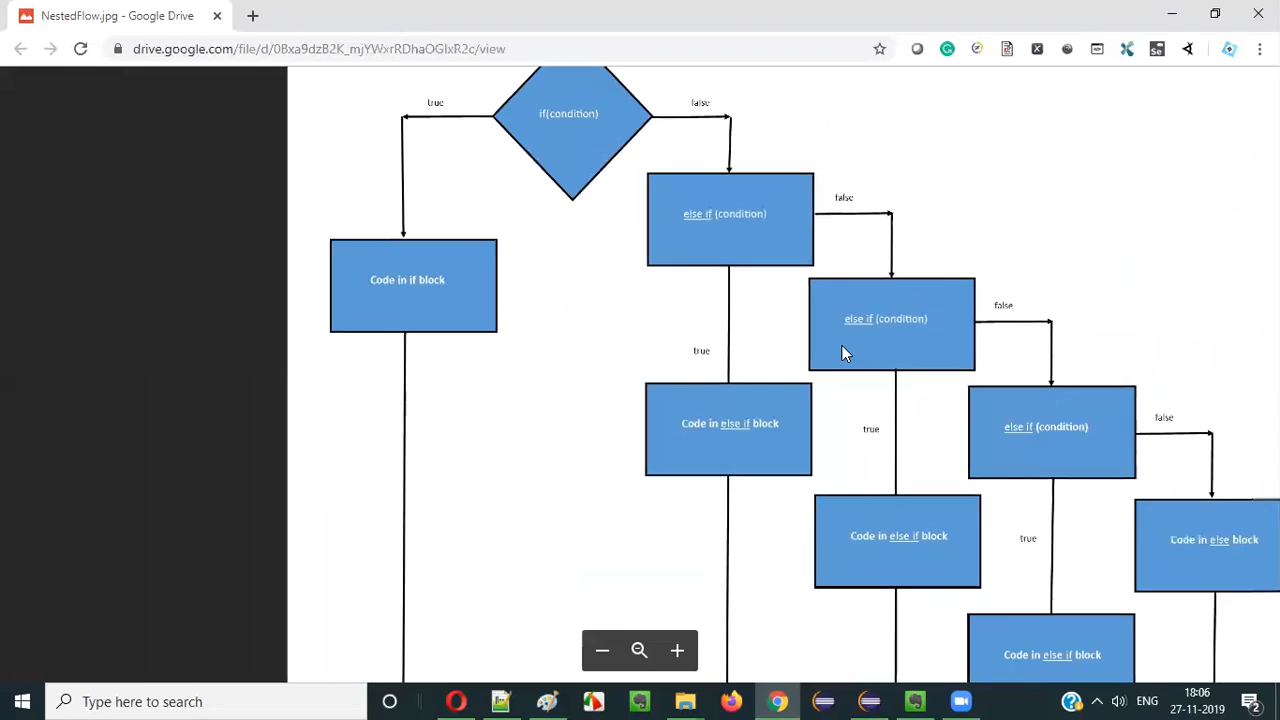 NestedFlow.jpg - Google Drive
drive.google.com/file/d/0Bxa9dzB2K_mjYWxrRDhaOGlxR2c/view
true
if(condition)
false
else if (condition)
false
Code in if block
else if (condition)
false
true
Code in else if block
true
else if (condition)
false
Code in else if block
true
Code in else block
Code in else if block
Type here to search
Se
ENG
18:06
27-11-2019
2